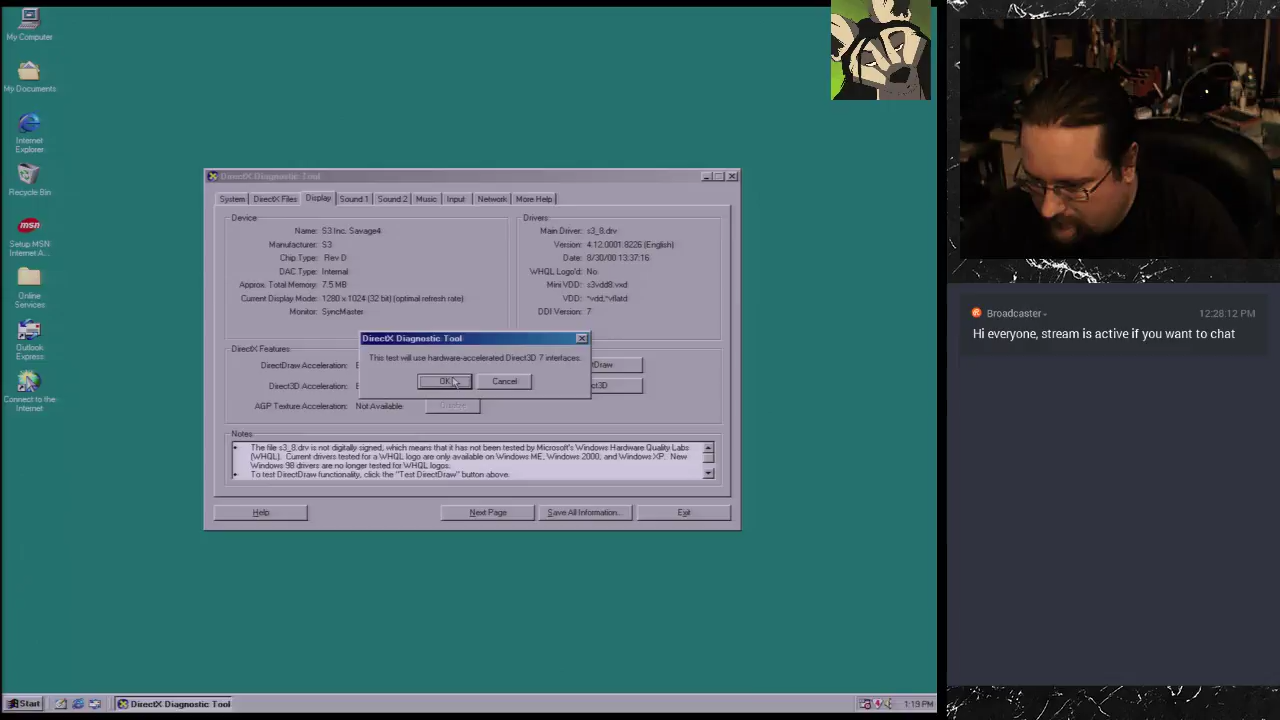 My Computer
My Documents
Internet
Explorer
Recycle Bin
msn
Setup MSN
Internet A...
Online
Services
Outlook
Express
Connect to the
Internet
DirectX Diagnostic Tool
System
DirectX Files
Display
Sound 1
Sound 2
Music
Input
Network
More Help
Device
Name: S3 Inc. Savage4
Manufacturer: S3
Chip Type: Rev D
DAC Type: Internal
Approx. Total Memory: 7.5 MB
Current Display Mode: 1280 x 1024 (32 bit) (optimal refresh rate)
Monitor: SyncMaster
Drivers
Main Driver: s3_8.drv
Version: 4.12.0001.8226 (English)
Date: 8/30/00 13:37:16
WHQL Logo'd: No
Mini VDD: s3vdd8.vxd
VDD: *vdd,*vflatd
DDI Version: 7
DirectX Diagnostic Tool
This test will use hardware-accelerated Direct3D 7 interfaces.
OK
Cancel
DirectX Features
DirectDraw Acceleration: E
tDraw
Direct3D Acceleration: E
ct3D
AGP Texture Acceleration: Not Available
Notes
The file s3_8.drv is not digitally signed, which means that it has not been tested by Microsoft's Windows Hardware Quality Labs
(WHQL). Current drivers tested for a WHQL logo are only available on Windows ME, Windows 2000, and Windows XP. New
Windows 98 drivers are no longer tested for WHQL logos.
To test DirectDraw functionality, click the "Test DirectDraw" button above.
Help
Next Page
Save All Information...
Exit
Start
DirectX Diagnostic Tool
1:19 PM
Broadcaster
12:28:12 PM
Hi everyone, stream is active if you want to chat